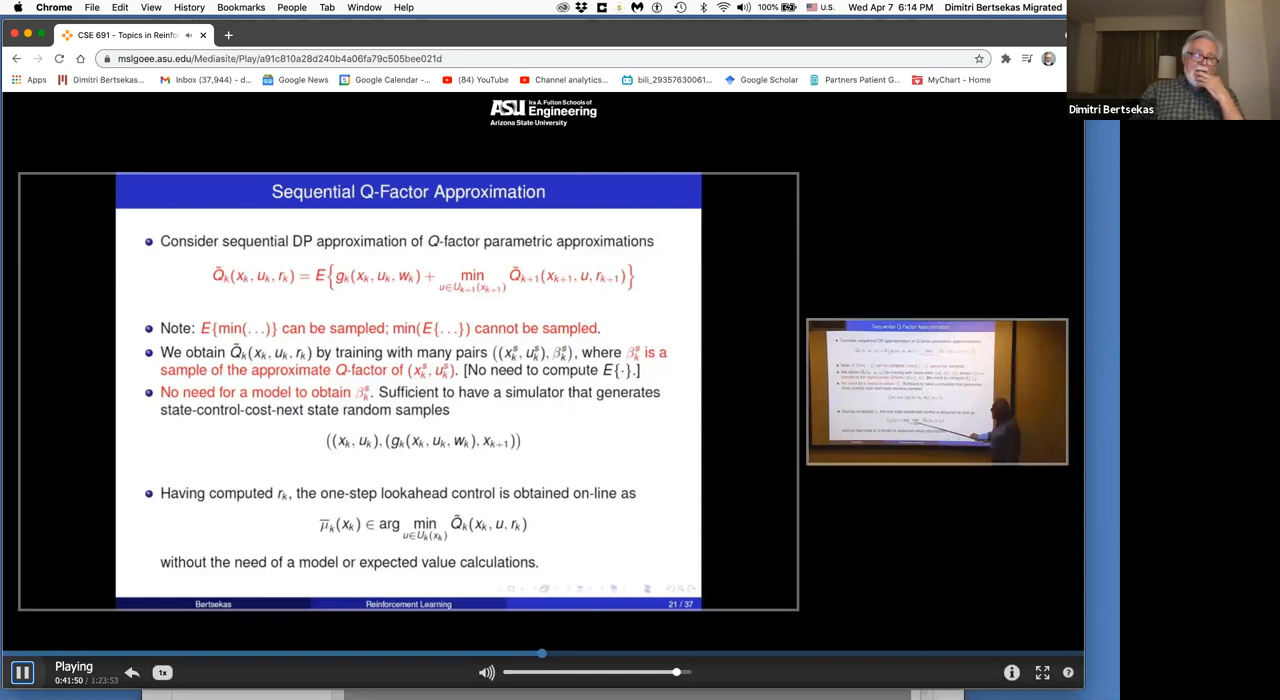 Chrome File Edit View History Bookmarks People Tab Window Help 100% U.S. Wed Apr 7 6:14 PM Dimitri Bertsekas Migrated
CSE 691 - Topics in Reinfor
mslgoee.asu.edu/Mediasite/Play/a91c810a28d240b4a06fa79c505bee021d
Apps Dimitri Bertsekas... Inbox (37,944) - d... Google News Google Calendar -... (84) YouTube Channel analytics... bili_29357630061... Google Scholar Partners Patient G... MyChart - Home
Dimitri Bertsekas
ASU Ira A. Fulton Schools of
Engineering
Arizona State University
Sequential Q-Factor Approximation
Consider sequential DP approximation of Q-factor parametric approximations
Q̃ₖ(xₖ, uₖ, rₖ) = E{gₖ(xₖ, uₖ, wₖ) + min Q̃ₖ₊₁(xₖ₊₁, u, rₖ₊₁)}
u∈Uₖ₊₁(xₖ₊₁)
Note: E{min(...)} can be sampled; min(E{...}) cannot be sampled.
We obtain Q̃ₖ(xₖ, uₖ, rₖ) by training with many pairs ((xₖˢ, uₖˢ), βₖˢ), where βₖˢ is a
sample of the approximate Q-factor of (xₖˢ, uₖˢ). [No need to compute E{·}.]
No need for a model to obtain βₖˢ. Sufficient to have a simulator that generates
state-control-cost-next state random samples
((xₖ, uₖ), (gₖ(xₖ, uₖ, wₖ), xₖ₊₁))
Having computed rₖ, the one-step lookahead control is obtained on-line as
μ̄ₖ(xₖ) ∈ arg min Q̃ₖ(xₖ, u, rₖ)
u∈Uₖ(xₖ)
without the need of a model or expected value calculations.
Bertsekas Reinforcement Learning 21 / 37
Sequential Q-Factor Approximation
Playing
0:41:50 / 1:23:53
1x